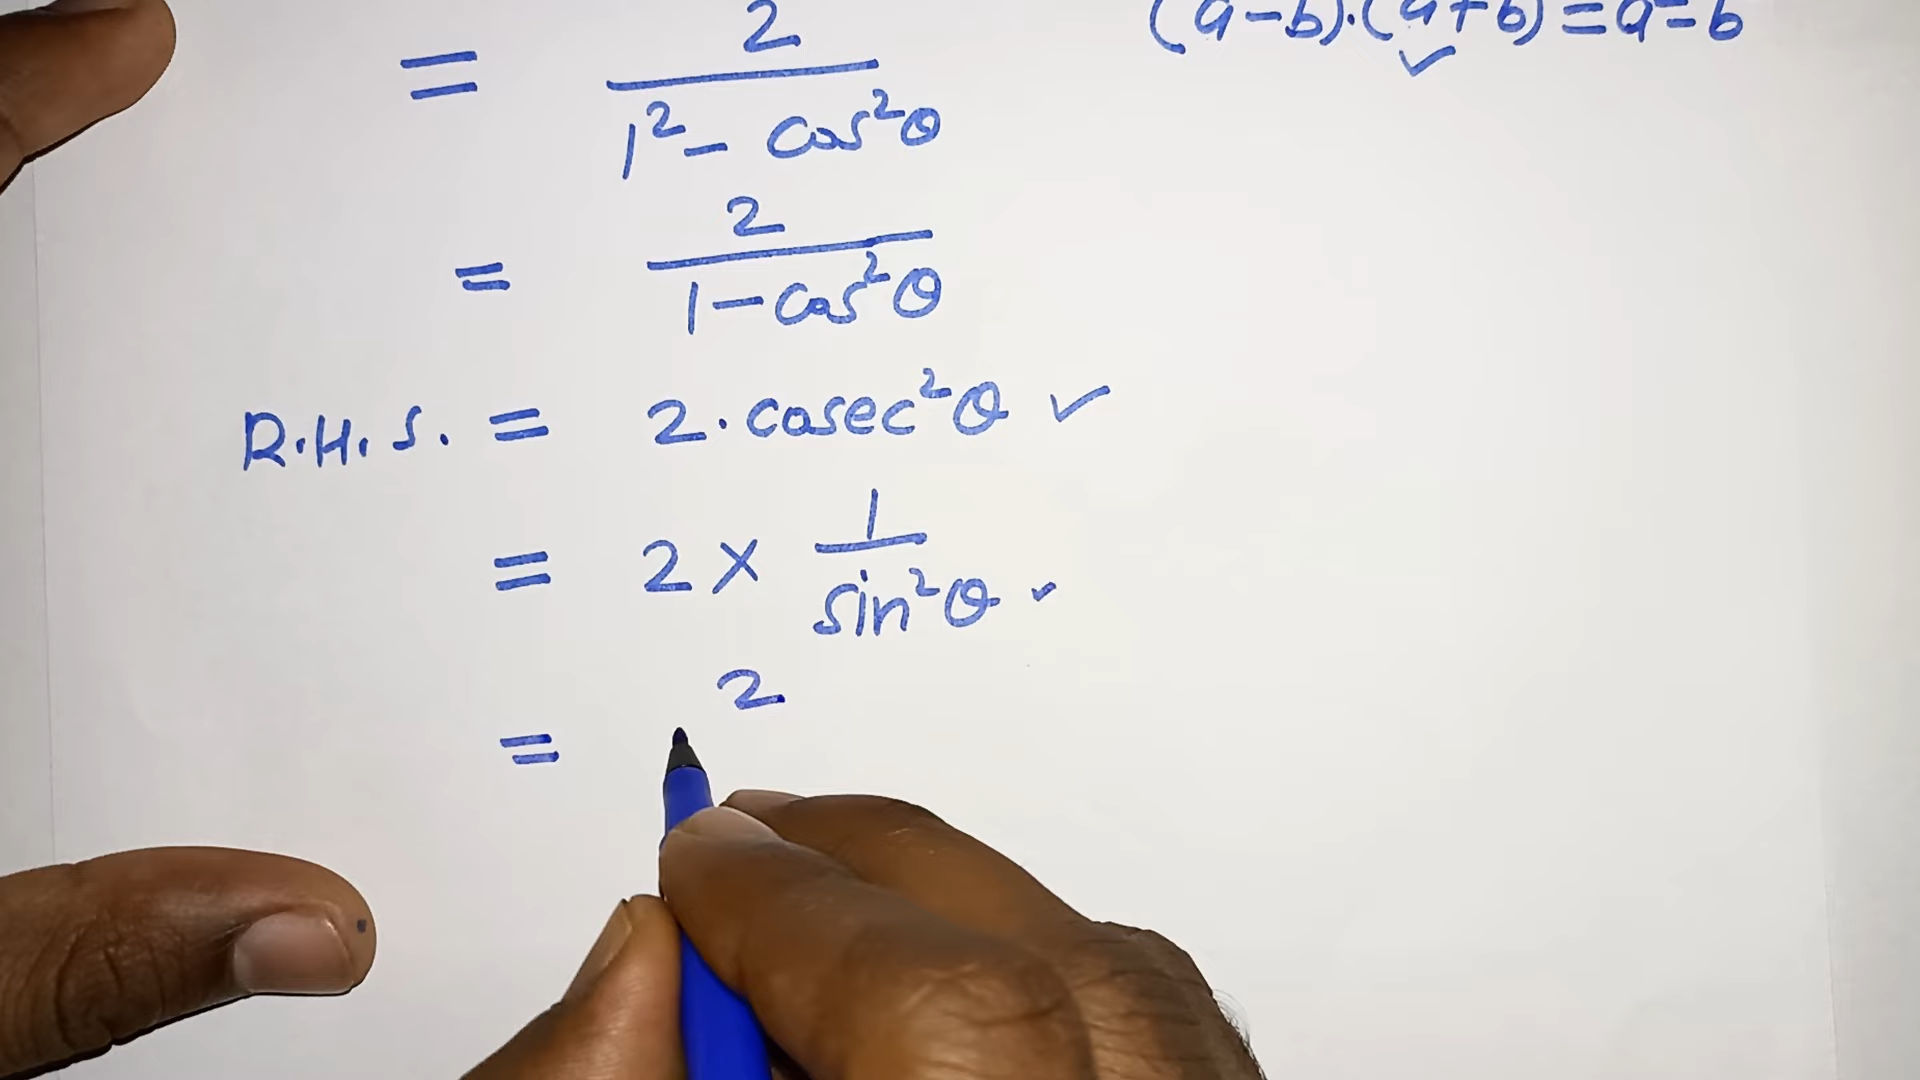 = 2 / 1² - cos²θ
(a-b).(a+b) = a²-b²
= 2 / 1 - cos²θ
R.H.S. = 2.cosec²θ ✓
= 2 × 1 / sin²θ ✓
= 2